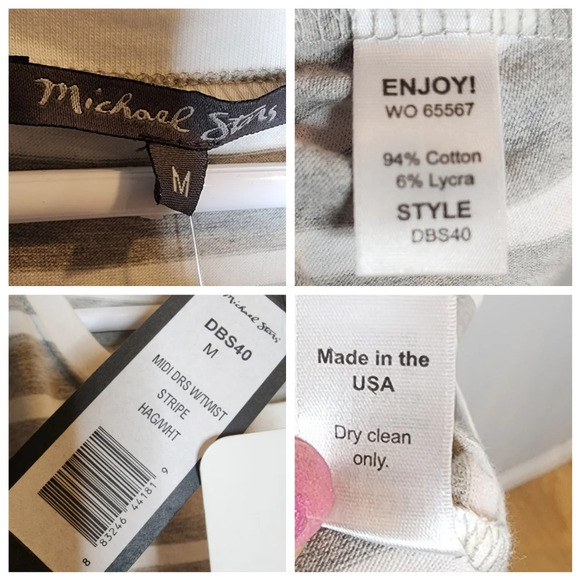 Michael Stars
M
ENJOY!
WO 65567
94% Cotton
6% Lycra
STYLE
DBS40
Michael Stars
DBS40
M
MIDI DRS W/TWIST
STRIPE
HAG/WHT
8 83246 44181 9
Made in the
USA
Dry clean
only.